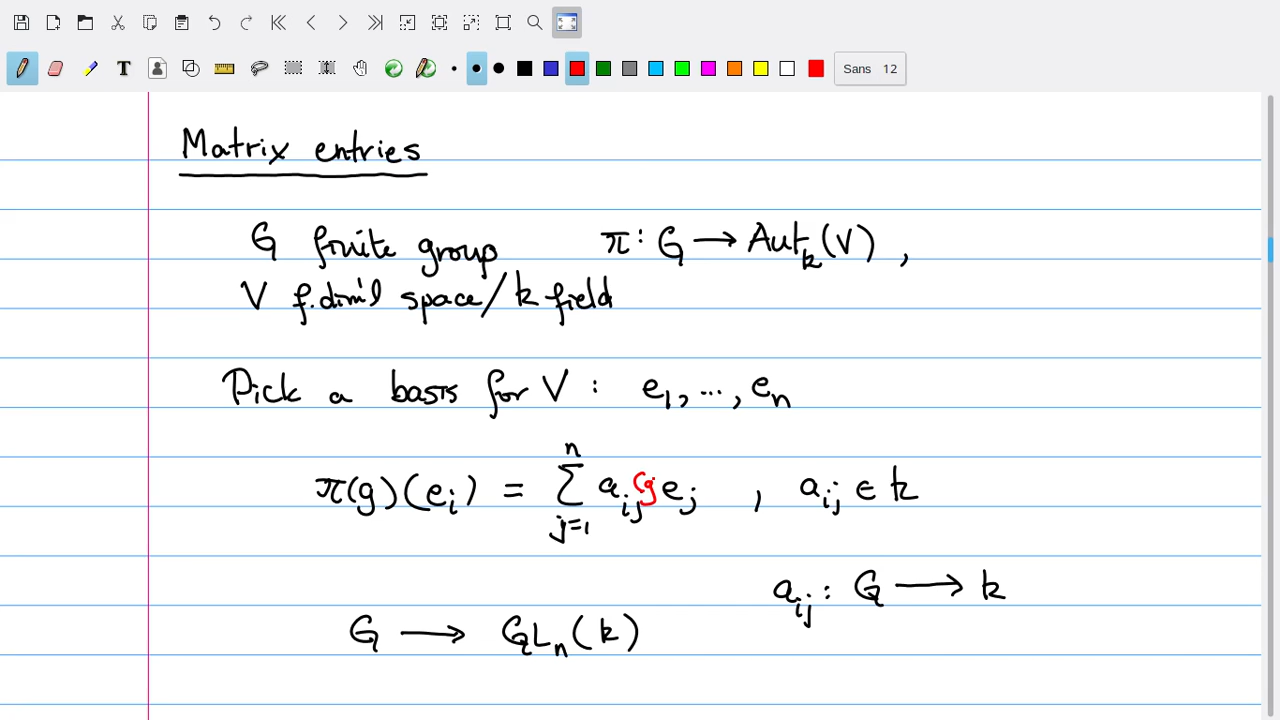 T
Sans 12
Matrix entries
G finite group π: G → Aut_k(V) ,
V f.dim'l space/k field
Pick a basis for V : e_1, ..., e_n
π(g)(e_i) = ∑_{j=1}^{n} a_{ij}(g e_j , a_{ij} ∈ k
a_{ij} : G → k
G → GL_n(k)